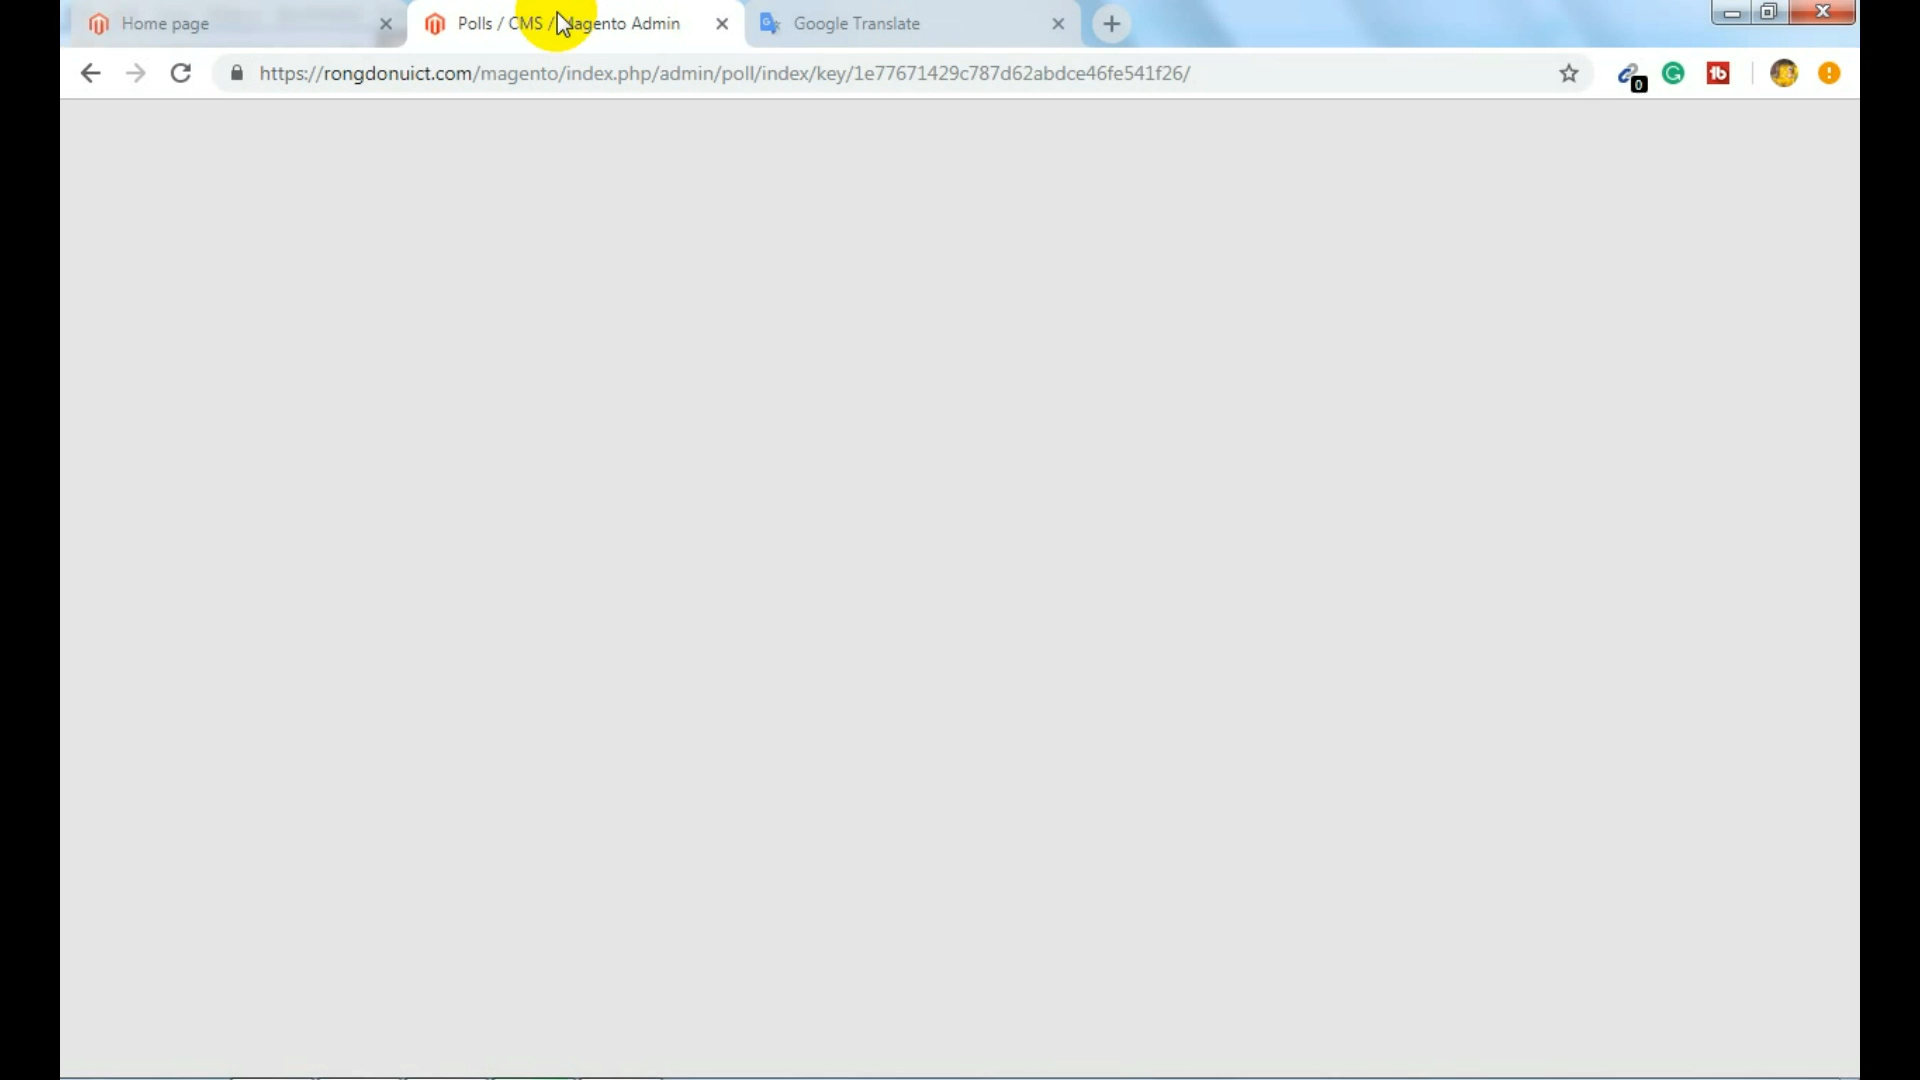 Home page
Polls / CMS / Magento Admin
Google Translate
https://rongdonuict.com/magento/index.php/admin/poll/index/key/1e77671429c787d62abdce46fe541f26/
0